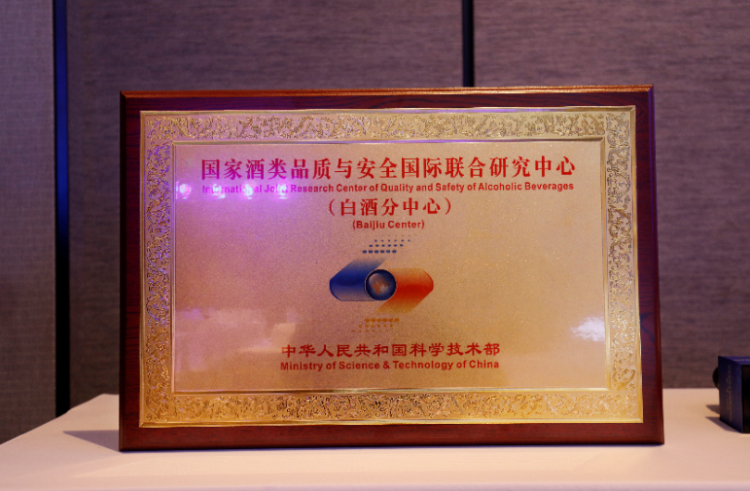 国家酒类品质与安全国际联合研究中心
International Joint Research Center of Quality and Safety of Alcoholic Beverages
（白酒分中心）
(Baijiu Center)
中华人民共和国科学技术部
Ministry of Science & Technology of China